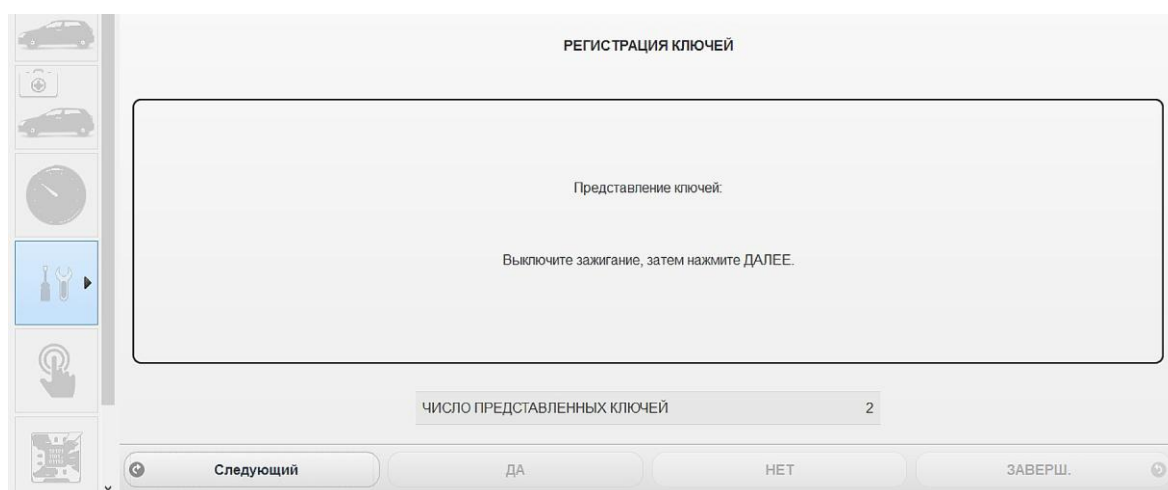 РЕГИСТРАЦИЯ КЛЮЧЕЙ
Представление ключей:
Выключите зажигание, затем нажмите ДАЛЕЕ.
ЧИСЛО ПРЕДСТАВЛЕННЫХ КЛЮЧЕЙ 2
Следующий ДА НЕТ ЗАВЕРШ.